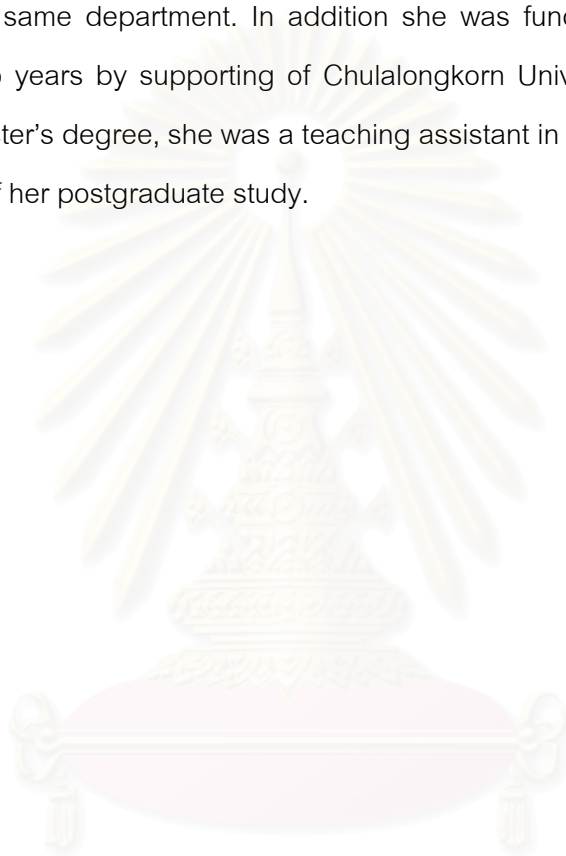 same department. In addition she was fund
years by supporting of Chulalongkorn Univ
ter's degree, she was a teaching assistant in
her postgraduate study.